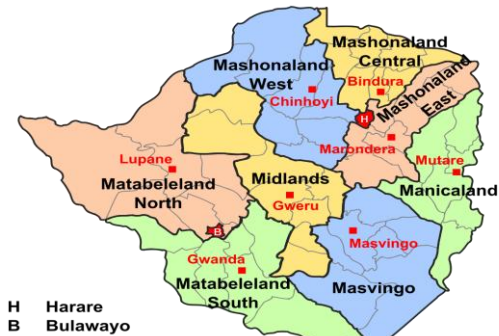 Mashonaland
Central
Bindura
Mashonaland
West
Chinhoyi
Mashonaland
East
H
Marondera
Lupane
Matabeleland
North
Midlands
Gweru
Mutare
Manicaland
B
Masvingo
Gwanda
Matabeleland
South
Masvingo
H Harare
B Bulawayo